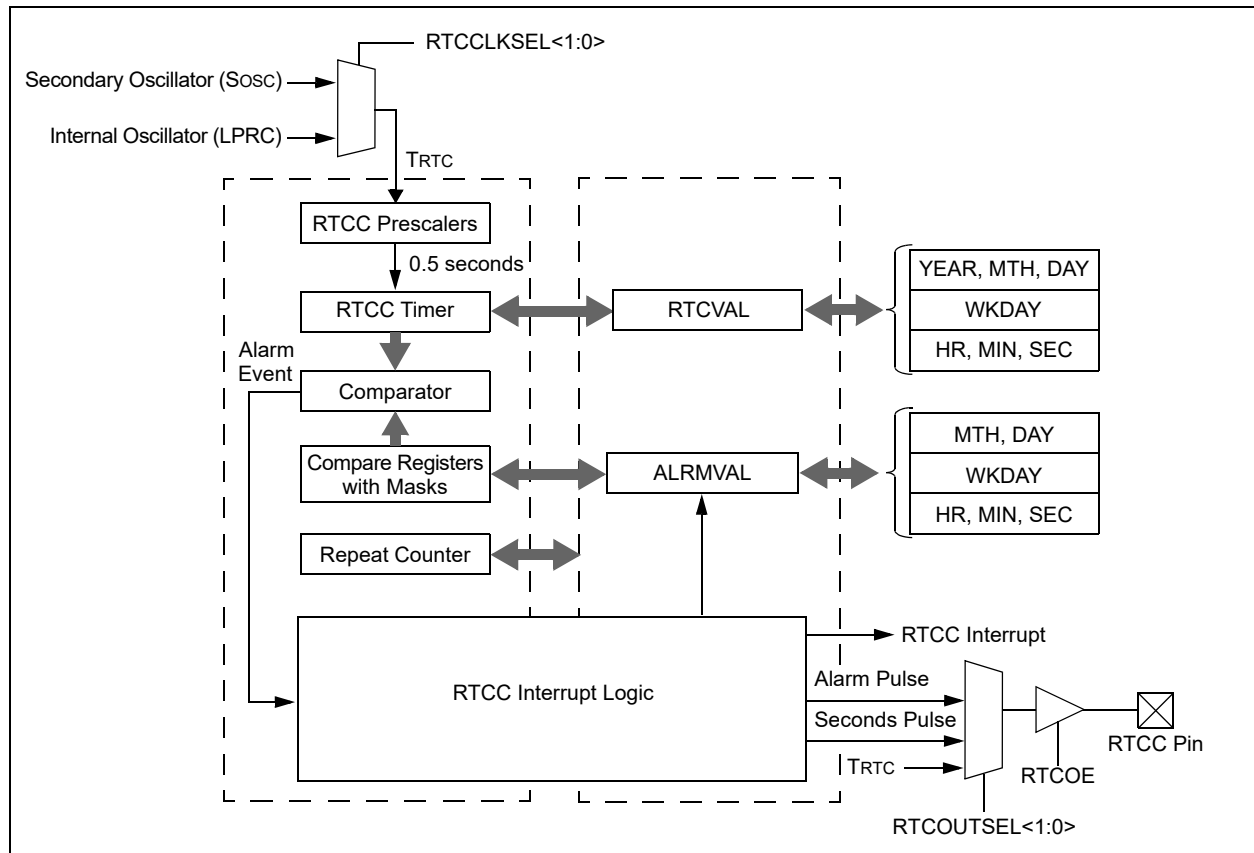 RTCCLKSEL<1:0>
Secondary Oscillator (SOSC)
Internal Oscillator (LPRC)
TRTC
RTCC Prescalers
0.5 seconds
RTCC Timer
RTCVAL
YEAR, MTH, DAY
WKDAY
HR, MIN, SEC
Alarm
Event
Comparator
Compare Registers
with Masks
ALRMVAL
MTH, DAY
WKDAY
HR, MIN, SEC
Repeat Counter
RTCC Interrupt Logic
RTCC Interrupt
Alarm Pulse
Seconds Pulse
TRTC
RTCC Pin
RTCOE
RTCOUTSEL<1:0>